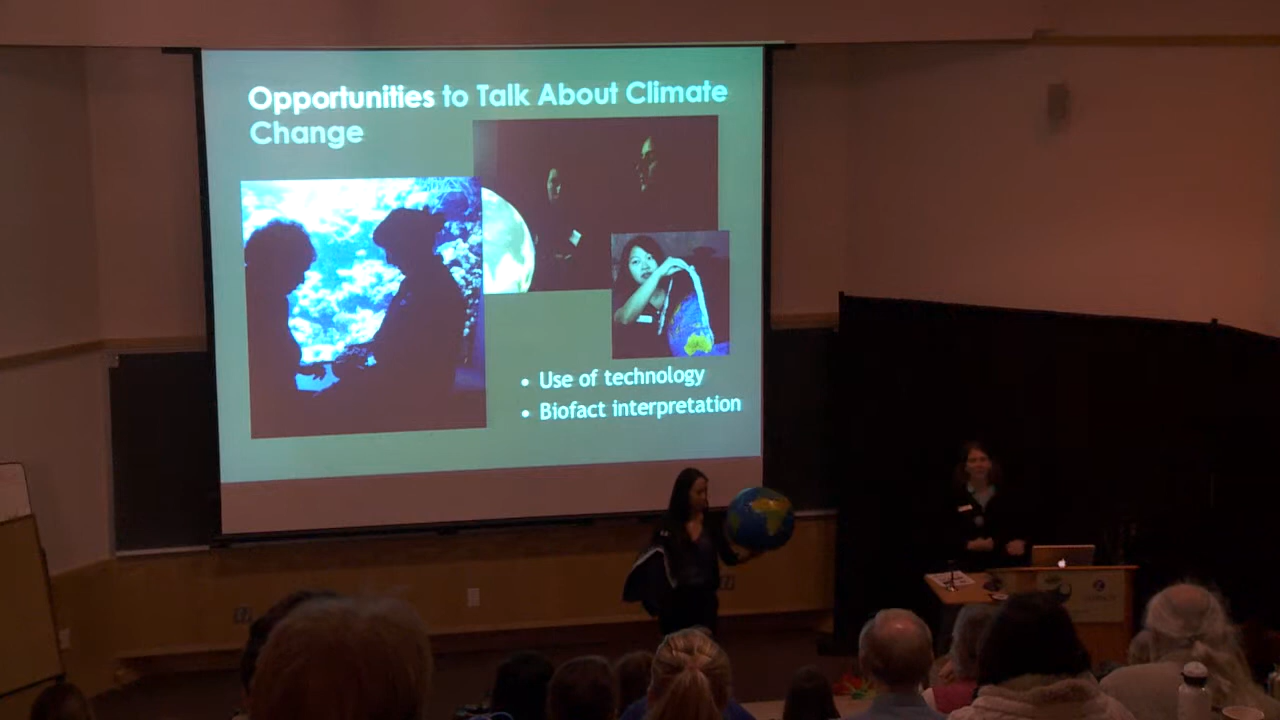 Opportunities to Talk About Climate
Change
• Use of technology
• Biofact interpretation